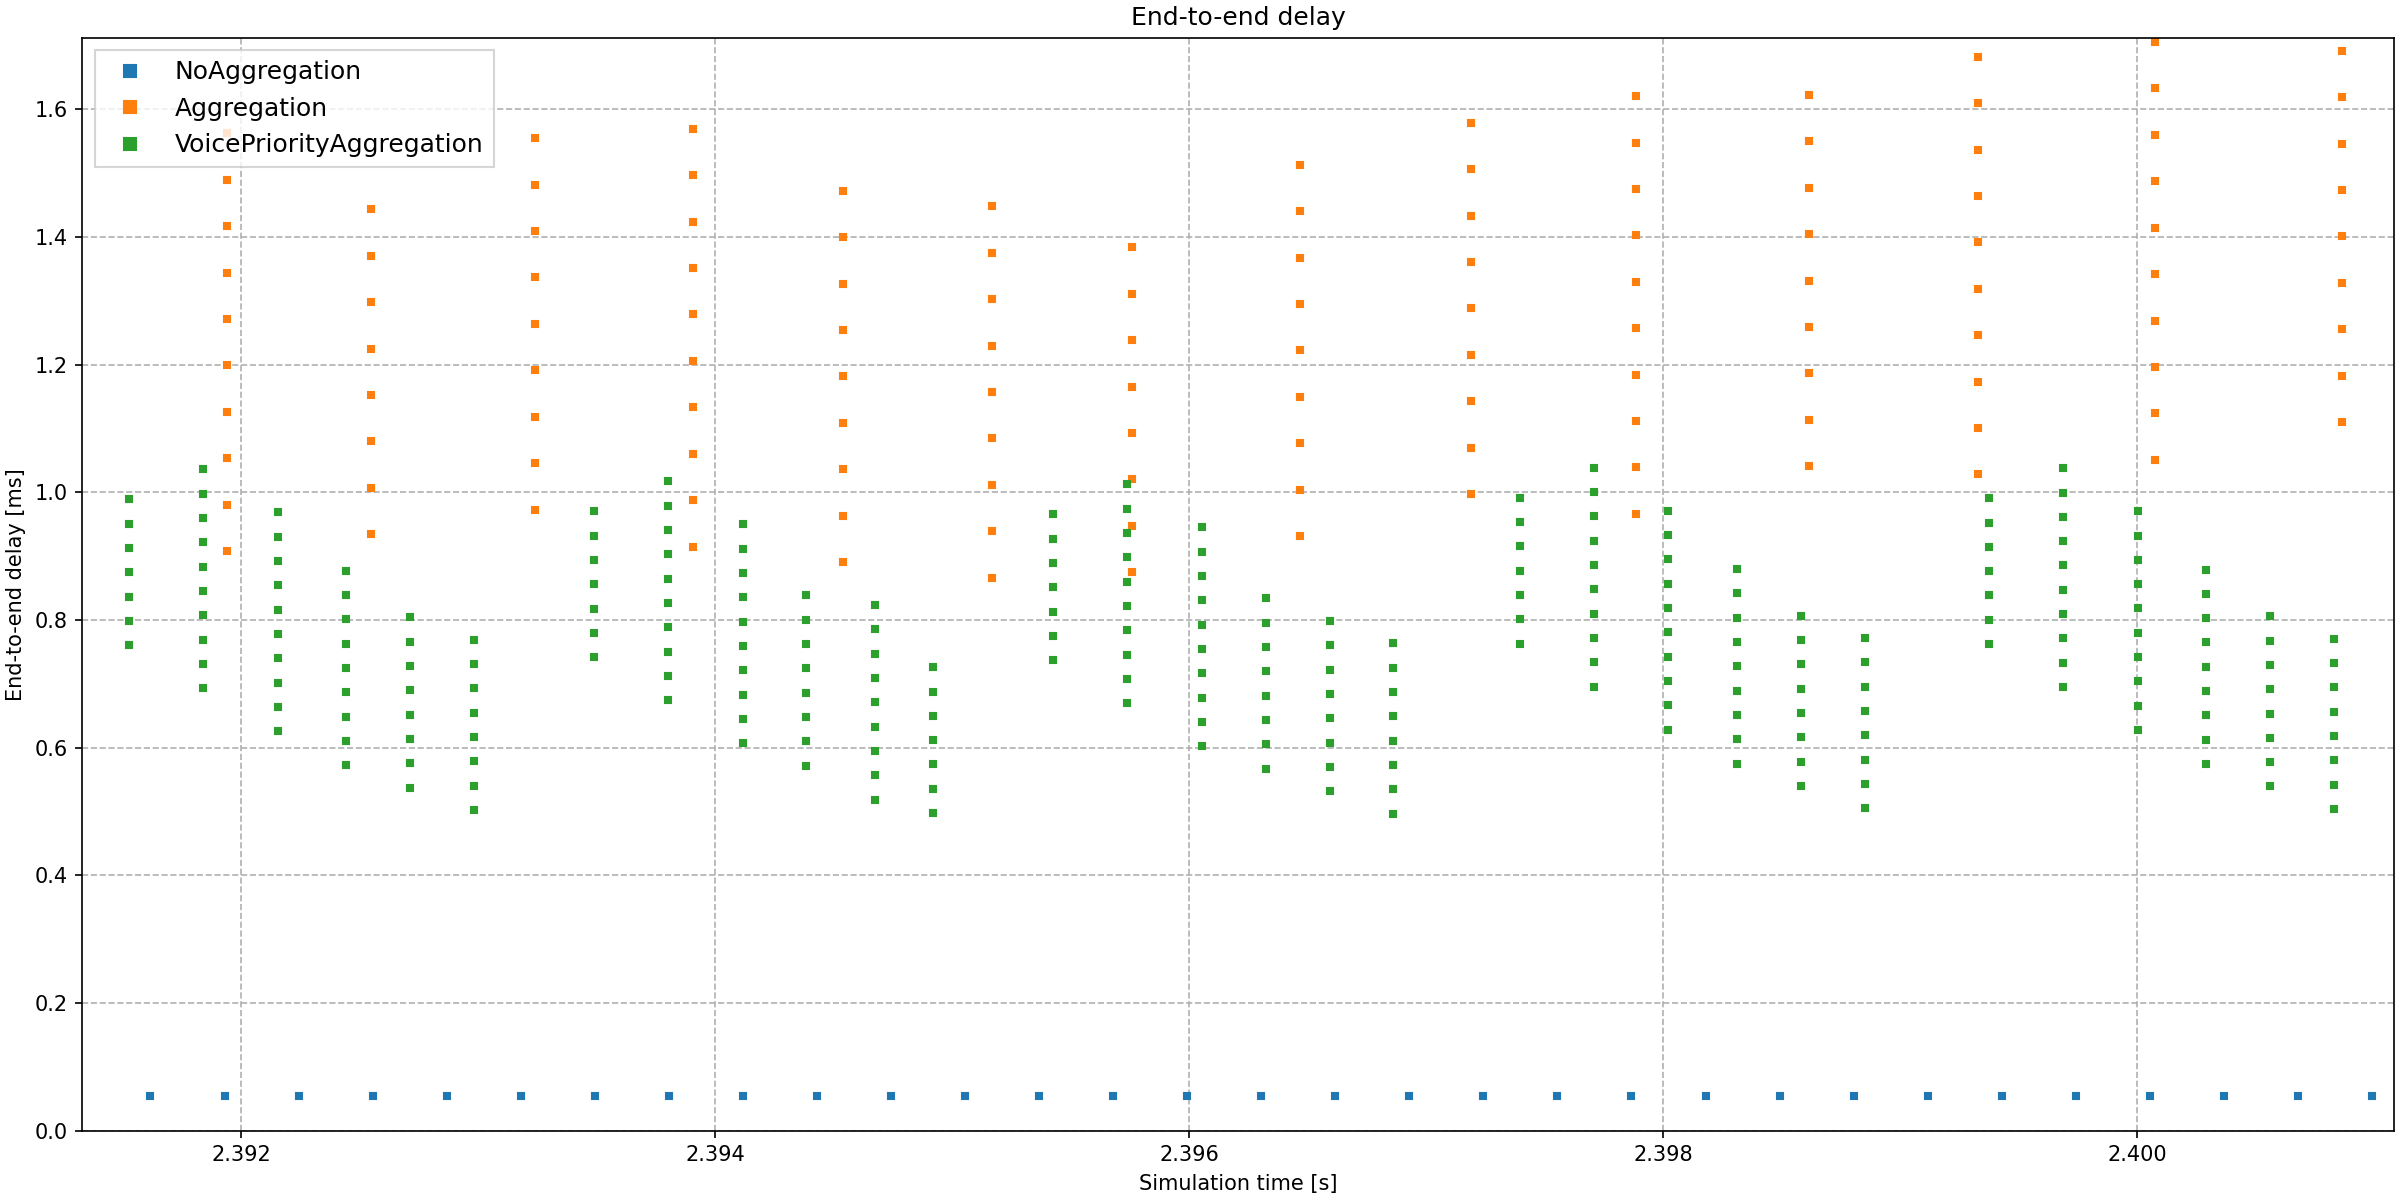 End-to-end delay
NoAggregation
Aggregation
VoicePriorityAggregation
End-to-end delay [ms]
1.6
1.4
1.2
1.0
0.8
0.6
0.4
0.2
0.0
2.392 2.394 2.396 2.398 2.400
Simulation time [s]